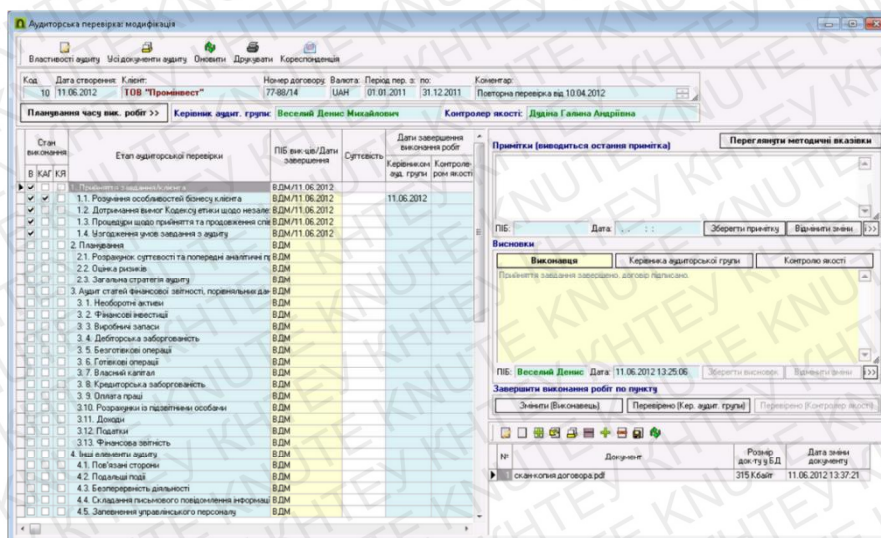 Аудиторська перевірка: модифікація
Властивості аудиту Усі документи аудиту Оновити Друкувати Кореспонденція
Код Дата створення: Клієнт: Номер договору: Валюта: Період пер. з: по: Коментар:
10 11.06.2012 ТОВ "Промінвест" 77-88/14 UAH 01.01.2011 31.12.2011 Повторна перевірка від 10.04.2012
Планування часу вик. робіт >> Керівник аудит. групи: Веселий Денис Михайлович Контролер якості: Дудіна Галина Андріївна
Стан виконання
В КАГ КЯ
Етап аудиторської перевірки
ПІБ вик-ців/Дати завершення
Суттєвість
Дати завершення виконання робіт
Керівником ауд. групи
Контроле-ром якості
1. Прийняття завдання/клієнта ВДМ/11.06.2012
1.1. Розуміння особливостей бізнесу клієнта ВДМ/11.06.2012 11.06.2012
1.2. Дотримання вимог Кодексу етики щодо незале ВДМ/11.06.2012
1.3. Процедури щодо прийняття та продовження спі ВДМ/11.06.2012
1.4. Узгодження умов завдання з аудиту ВДМ/11.06.2012
2. Планування ВДМ
2.1. Розрахунок суттєвості та попередні аналітичні п ВДМ
2.2. Оцінка ризиків ВДМ
2.3. Загальна стратегія аудиту ВДМ
3. Аудит статей фінансової звітності, порівняльних дан ВДМ
3. 1. Необоротні активи ВДМ
3. 2. Фінансові інвестиції ВДМ
3. 3. Виробничі запаси ВДМ
3. 4. Дебіторська заборгованість ВДМ
3. 5. Безготівкові операції ВДМ
3. 6. Готівкові операції ВДМ
3. 7. Власний капітал ВДМ
3. 8. Кредиторська заборгованість ВДМ
3. 9. Оплата праці ВДМ
3.10. Розрахунки із підзвітними особами ВДМ
3.11. Доходи ВДМ
3.12. Податки ВДМ
3.13. Фінансова звітність ВДМ
4. Інші елементи аудиту ВДМ
4.1. Пов'язані сторони ВДМ
4.2. Подальші події ВДМ
4.3. Безперервність діяльності ВДМ
4.4. Складання письмового повідомлення інформаці ВДМ
4.5. Запевнення управлінського персоналу ВДМ
Примітки (виводиться остання примітка) Переглянути методичні вказівки
ПІБ: Дата: Зберегти примітку Відмінити зміни >>
Висновки
Виконавця Керівника аудиторської групи Контролю якості
Прийняття завдання завершено, договір підписано.
ПІБ: Веселий Денис Дата: 11.06.2012 13:25:06 Зберегти висновок Відмінити зміни >>
Завершити виконання робіт по пункту
Змінити (Виконавець) Перевірено (Кер. аудит. групи) Перевірено (Контролер якості)
№ Документ Розмір док-ту у БД Дата зміни документу
1 скан-копия договора.pdf 315 Кбайт 11.06.2012 13:37:21